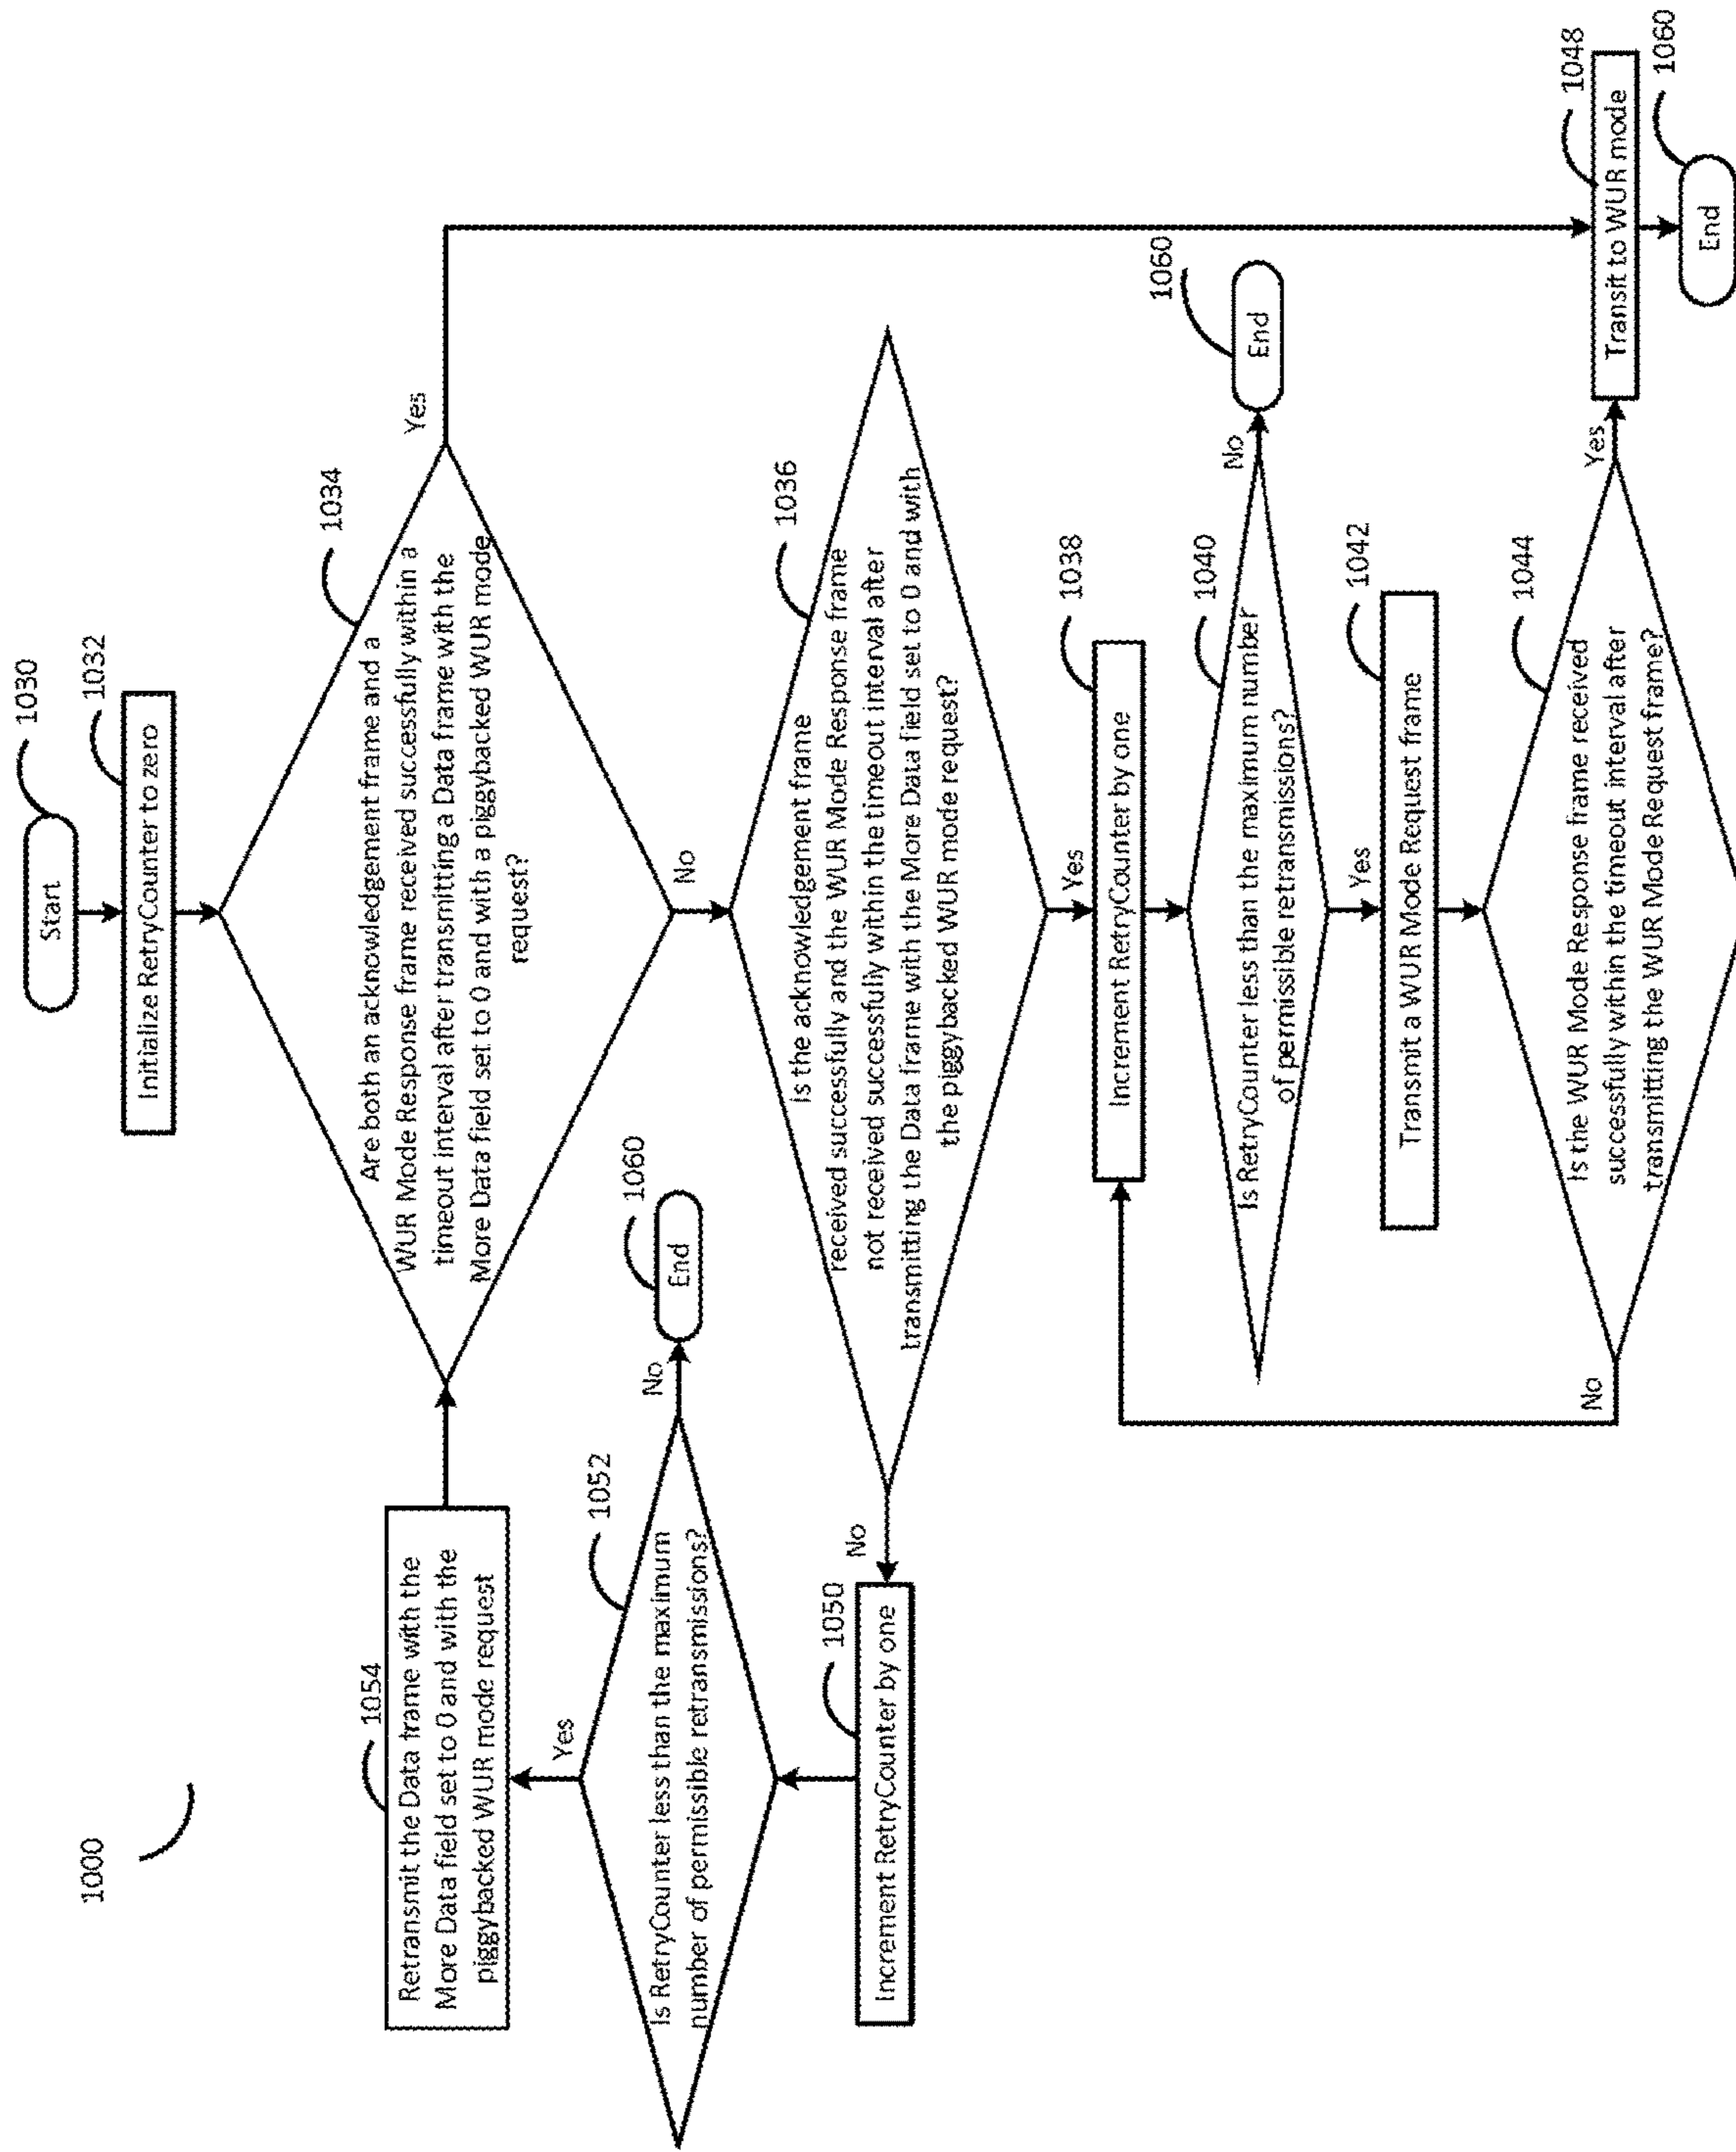 1000
Start
1030
Initialize RetryCounter to zero
1032
Are both an acknowledgement frame and a
WUR Mode Response frame received successfully within a
timeout interval after transmitting a Data frame with the
More Data field set to 0 and with a piggybacked WUR mode
request?
1034
Yes
No
Retransmit the Data frame with the
More Data field set to 0 and with the
piggybacked WUR mode request
1054
Yes
Is RetryCounter less than the maximum
number of permissible retransmissions?
1052
No
End
1060
Increment RetryCounter by one
1050
No
Is the acknowledgement frame
received successfully and the WUR Mode Response frame
not received successfully within the timeout interval after
transmitting the Data frame with the More Data field set to 0 and with
the piggybacked WUR mode request?
1036
Yes
Increment RetryCounter by one
1038
Is RetryCounter less than the maximum number
of permissible retransmissions?
1040
No
End
1060
Yes
Transmit a WUR Mode Request frame
1042
Is the WUR Mode Response frame received
successfully within the timeout interval after
transmitting the WUR Mode Request frame?
1044
No
Yes
Transit to WUR mode
1048
End
1060